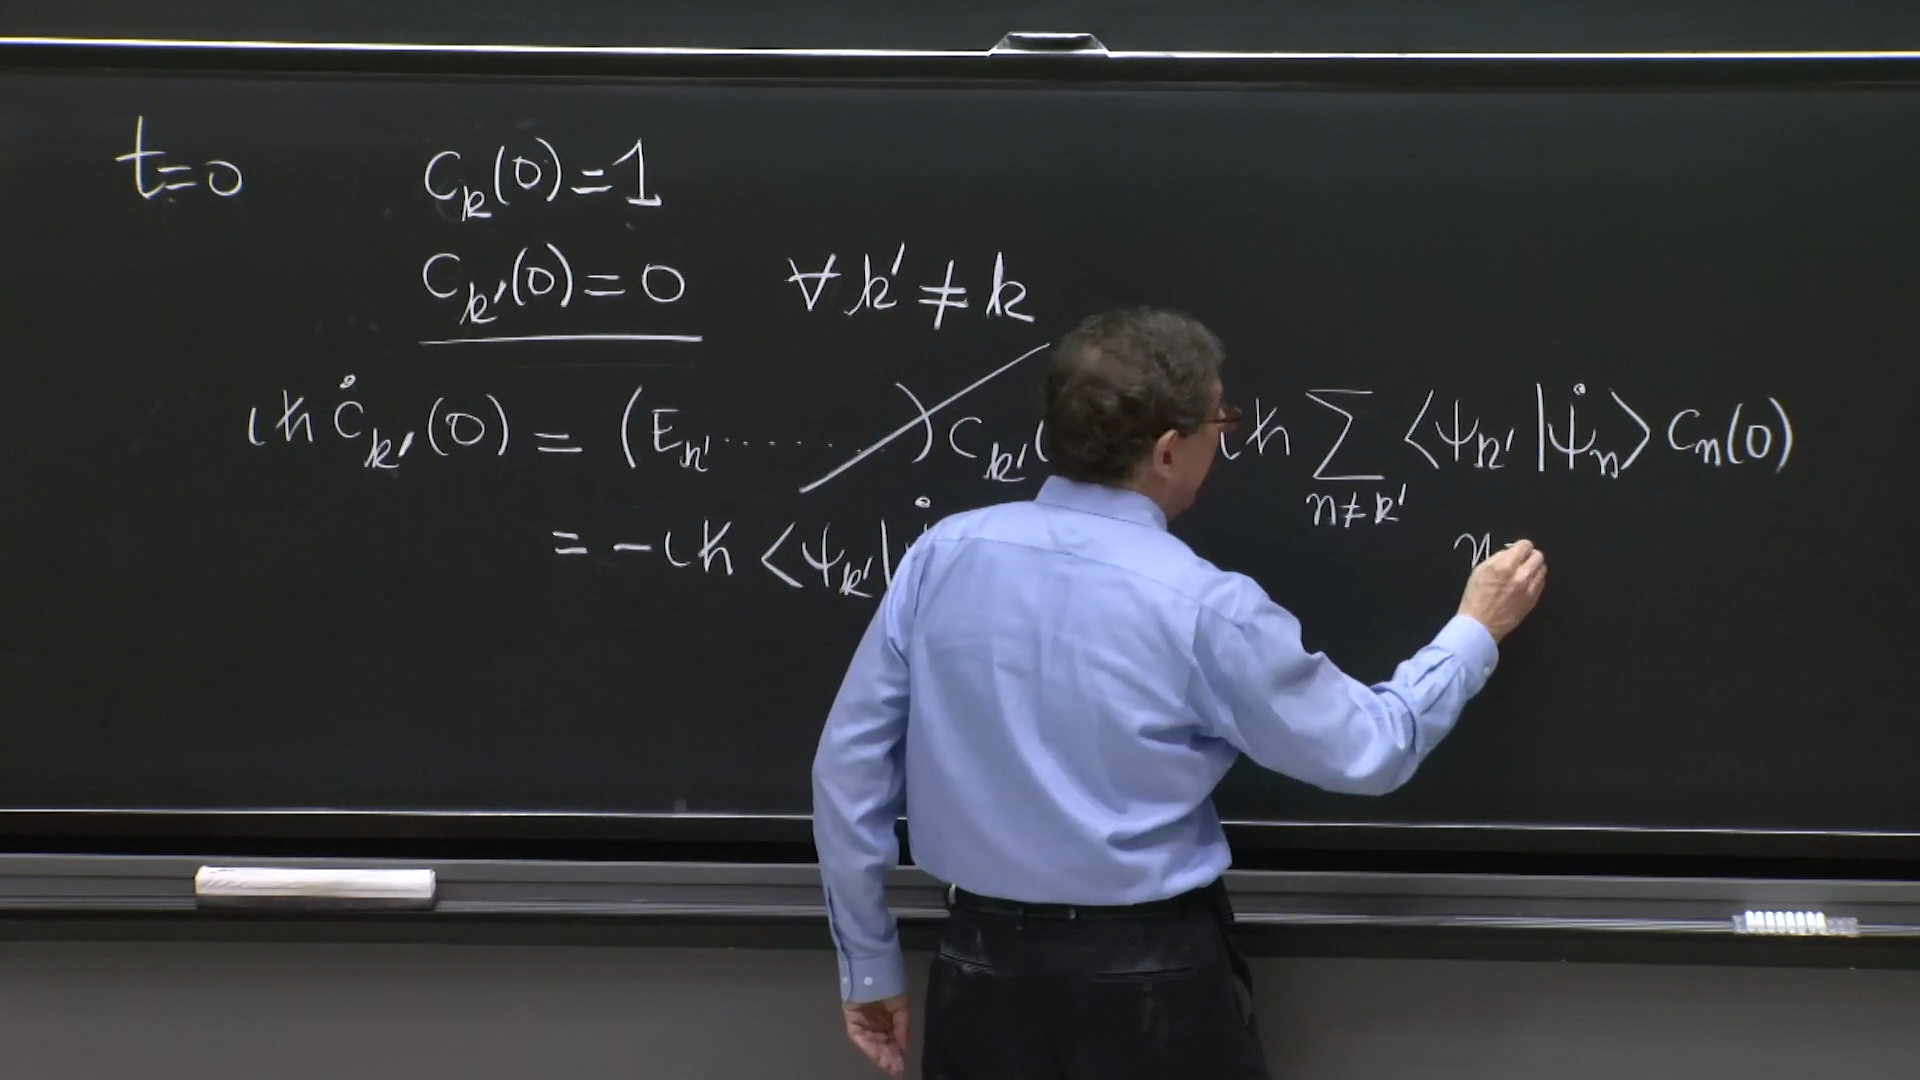 t=0 C_k(0)=1
C_k'(0)=0 ∀ k' ≠ k
iħ Ċ_k'(0) = (E_k' ........) C_k'( iħ Σ_{n≠k'} ⟨ψ_k' | ψ̇_n⟩ C_n(0)
= -iħ ⟨ψ_k'| n=